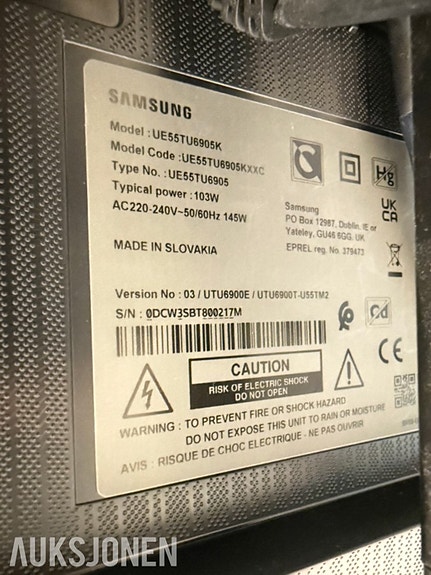 SAMSUNG
Model : UE55TU6905K
Model Code : UE55TU6905KXXC
Type No. : UE55TU6905
Typical power : 103W
AC220-240V~50/60Hz 145W
Hg
UK
CA
Samsung
PO Box 12987, Dublin. IE or
Yateley, GU46 6GG. UK
EPREL reg. No. 379473
MADE IN SLOVAKIA
Version No : 03 / UTU6900E / UTU6900T-U55TM2
S/N : 0DCW3SBT800217M
Cd
CE
CAUTION
RISK OF ELECTRIC SHOCK
DO NOT OPEN
WARNING : TO PREVENT FIRE OR SHOCK HAZARD
DO NOT EXPOSE THIS UNIT TO RAIN OR MOISTURE
AVIS : RISQUE DE CHOC ELECTRIQUE - NE PAS OUVRIR
AUKSJONEN